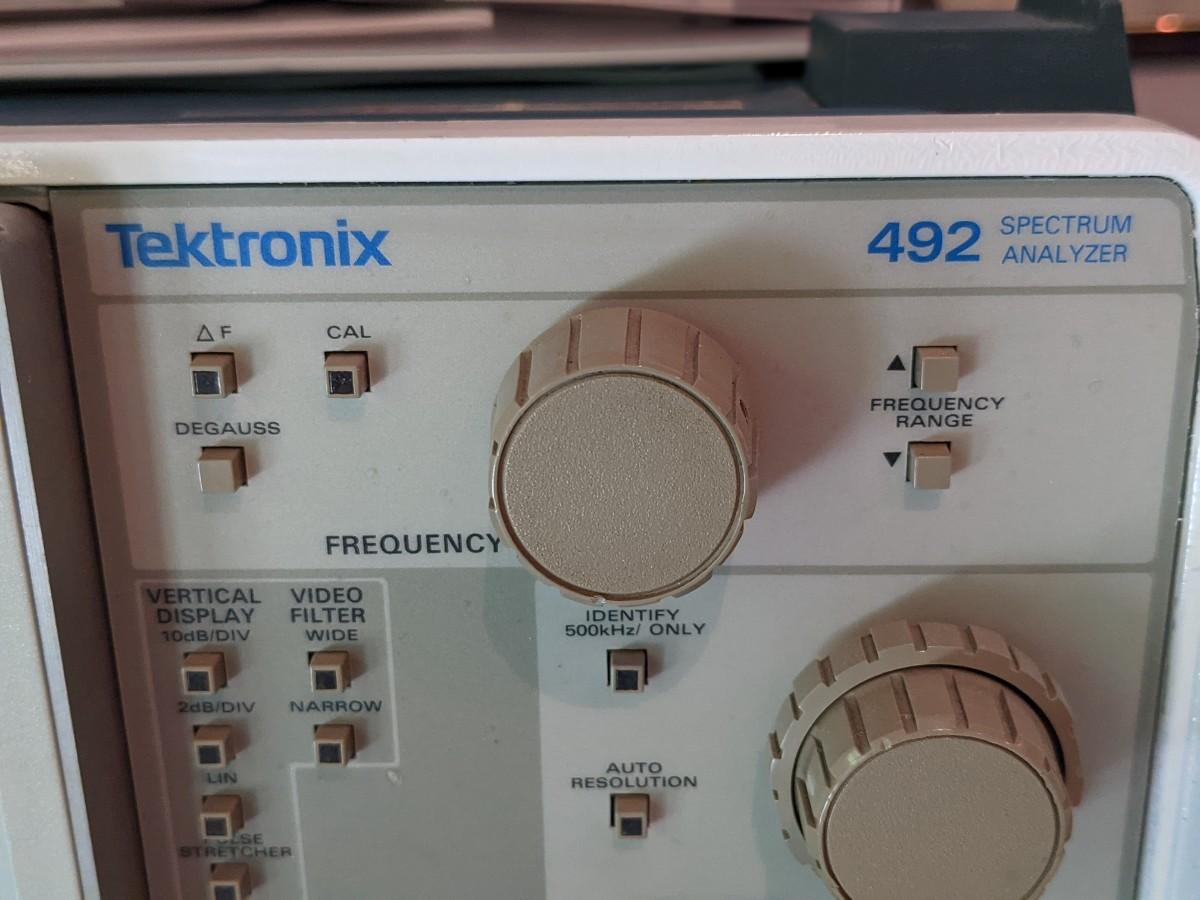 Tektronix
492 SPECTRUM
ANALYZER
△ F
CAL
DEGAUSS
▲
FREQUENCY
RANGE
▼
FREQUENCY
VERTICAL
DISPLAY
10dB/DIV
2dB/DIV
LIN
PULSE
STRETCHER
VIDEO
FILTER
WIDE
NARROW
IDENTIFY
500kHz/ ONLY
AUTO
RESOLUTION